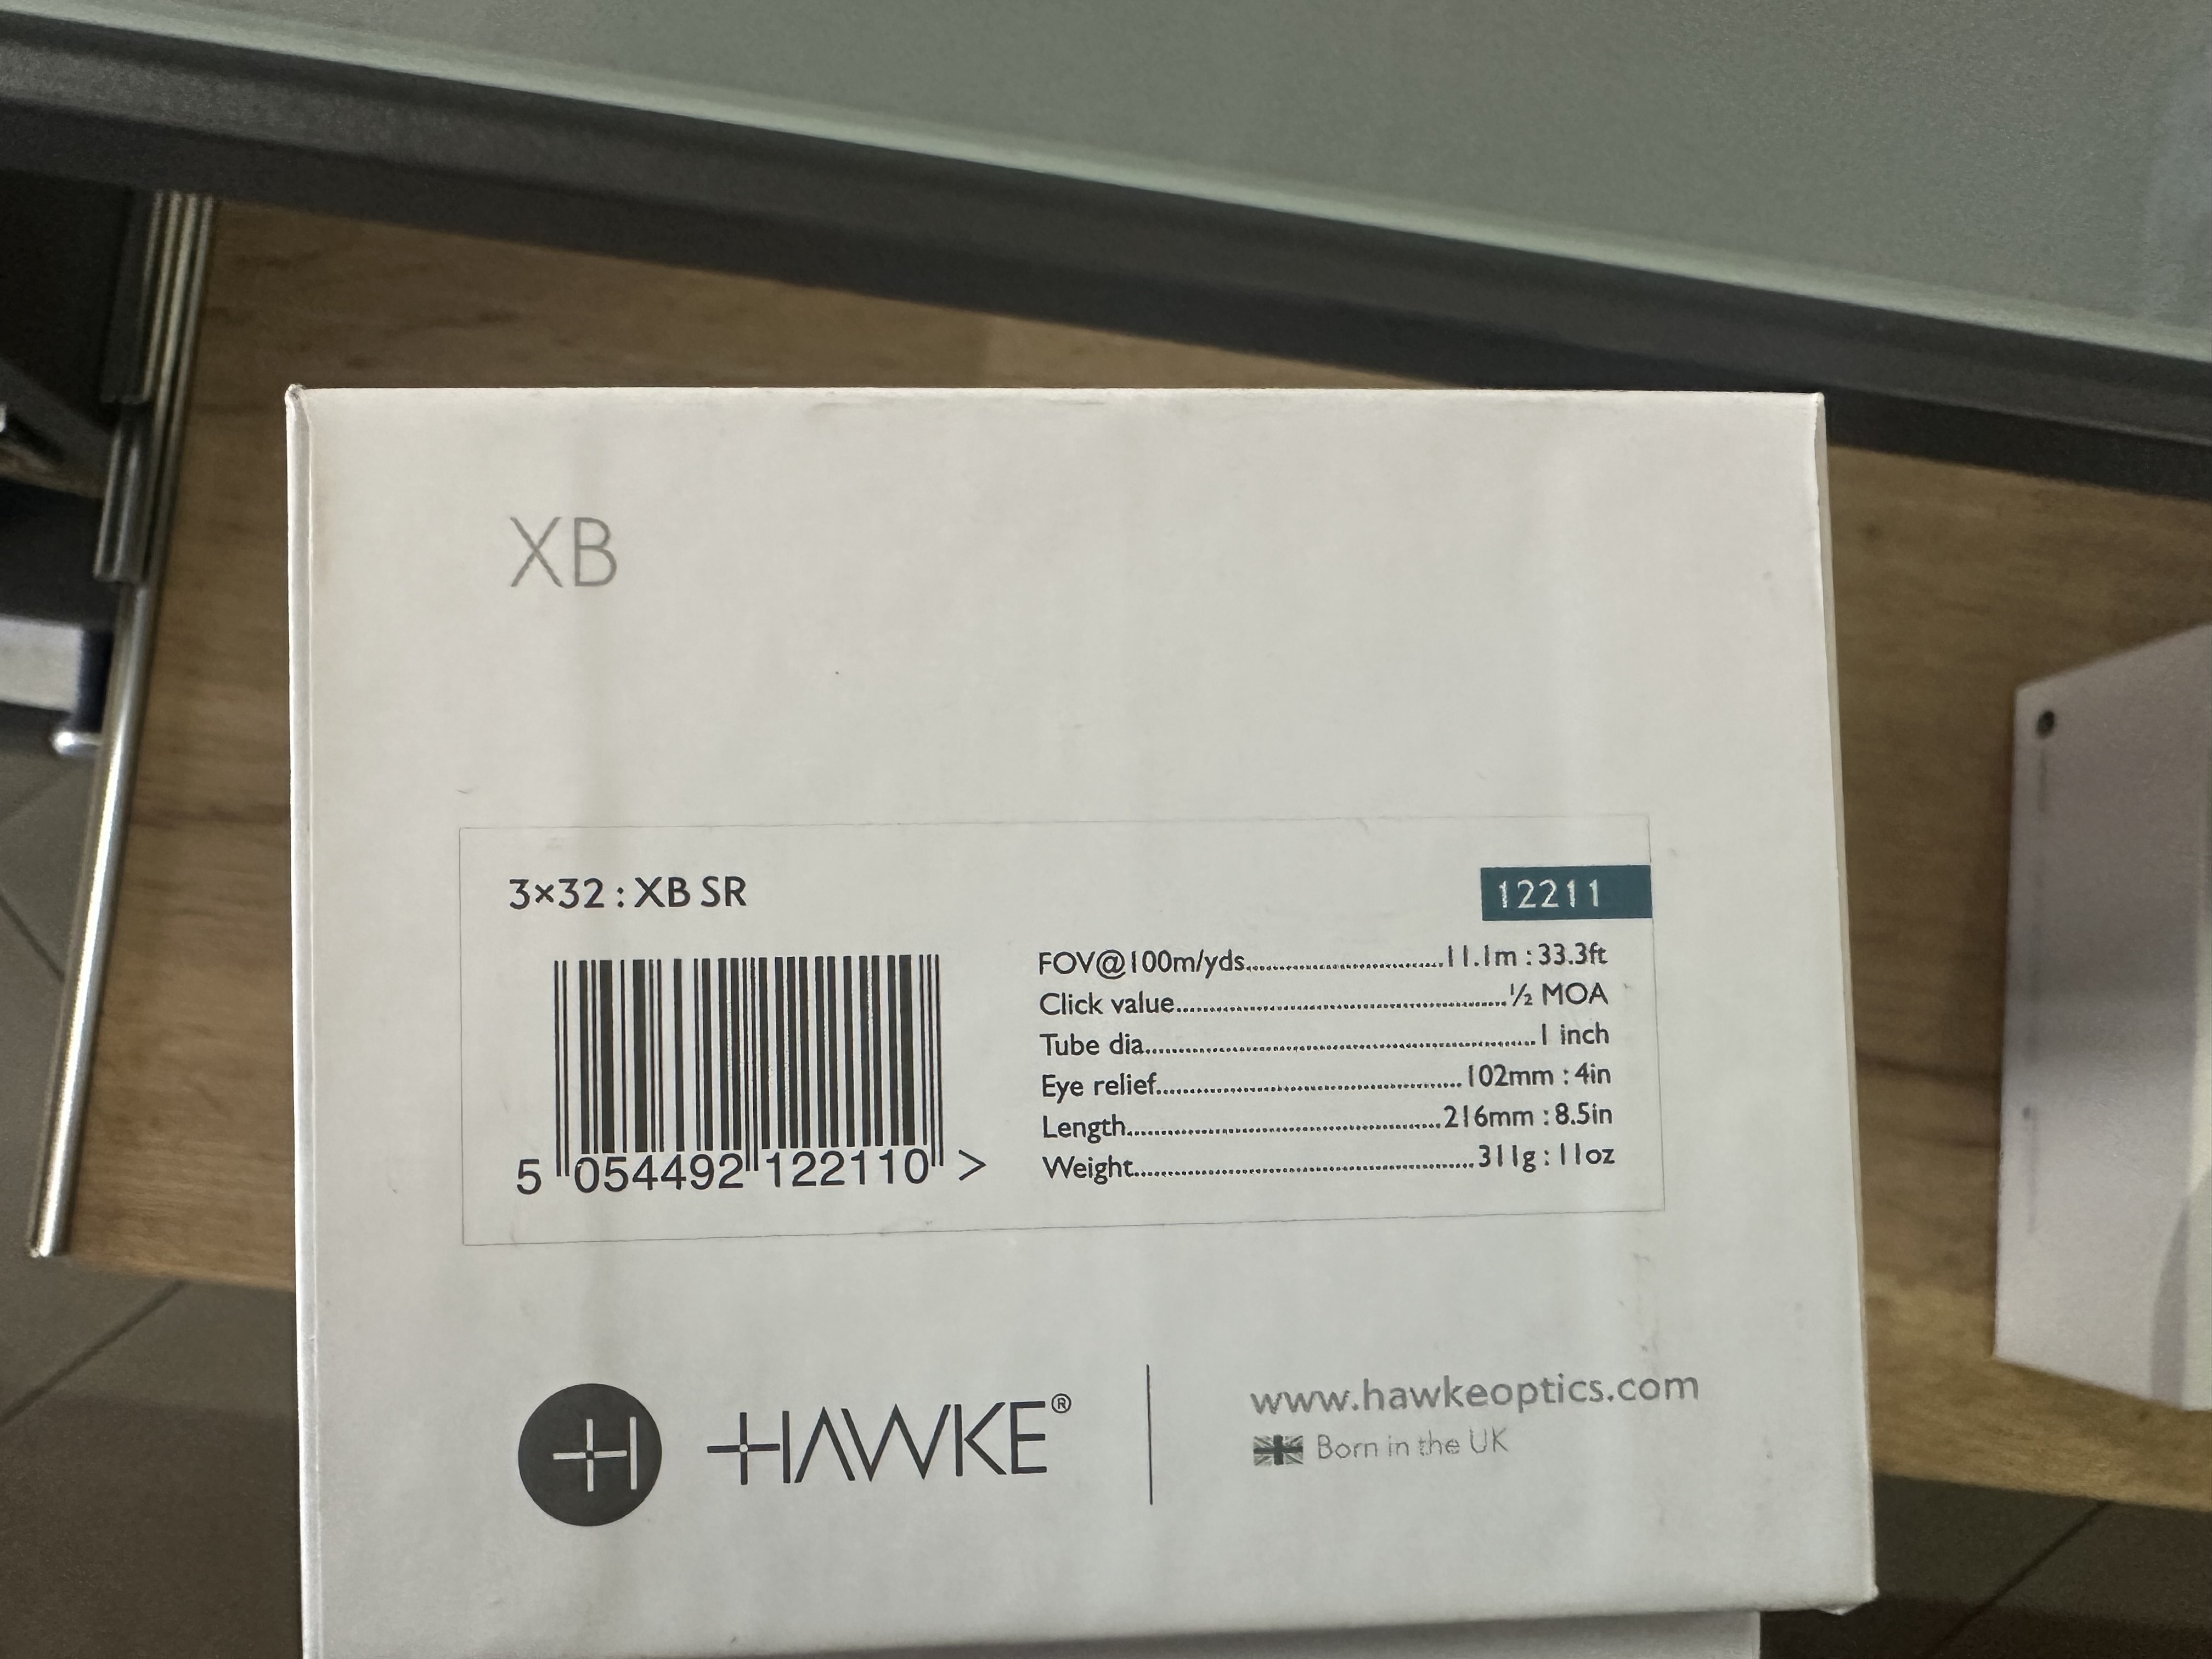 XB
3×32 : XB SR
12211
FOV@100m/yds..............................11.1m : 33.3ft
Click value..............................½ MOA
Tube dia..............................1 inch
Eye relief..............................102mm : 4in
Length..............................216mm : 8.5in
Weight..............................311g : 11oz
5 054492 122110 >
H HAWKE®
www.hawkeoptics.com
Born in the UK